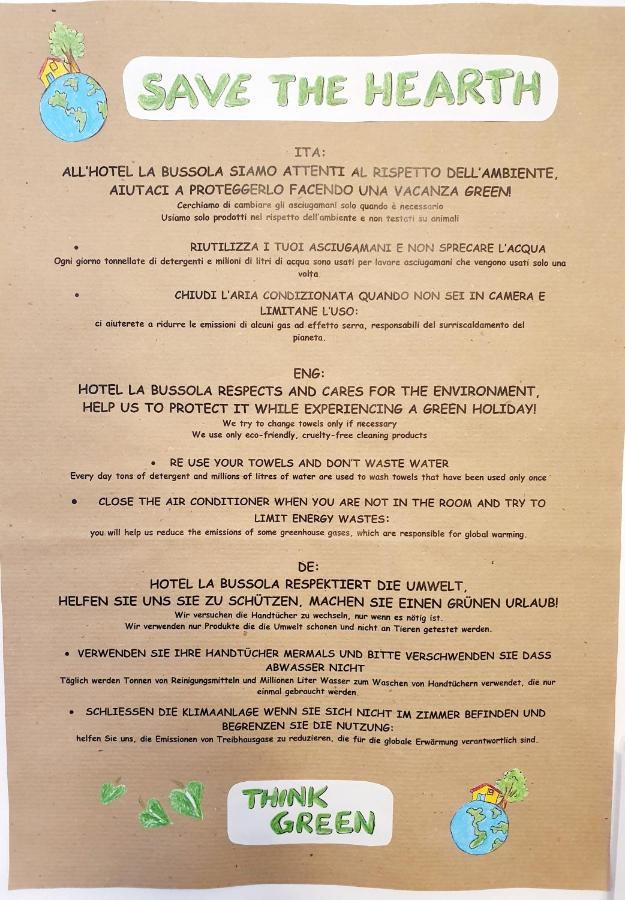 SAVE THE HEARTH
ITA:
ALL'HOTEL LA BUSSOLA SIAMO ATTENTI AL RISPETTO DELL'AMBIENTE,
AIUTACI A PROTEGGERLO FACENDO UNA VACANZA GREEN!
Cerchiamo di cambiare gli asciugamani solo quando è necessario
Usiamo solo prodotti nel rispetto dell'ambiente e non testati su animali
• RIUTILIZZA I TUOI ASCIUGAMANI E NON SPRECARE L'ACQUA
Ogni giorno tonnellate di detergenti e milioni di litri di acqua sono usati per lavare asciugamani che vengono usati solo una
volta.
• CHIUDI L'ARIA CONDIZIONATA QUANDO NON SEI IN CAMERA E
LIMITANE L'USO:
ci aiuterete a ridurre le emissioni di alcuni gas ad effetto serra, responsabili del surriscaldamento del
pianeta.
ENG:
HOTEL LA BUSSOLA RESPECTS AND CARES FOR THE ENVIRONMENT,
HELP US TO PROTECT IT WHILE EXPERIENCING A GREEN HOLIDAY!
We try to change towels only if necessary
We use only eco-friendly, cruelty-free cleaning products
• RE USE YOUR TOWELS AND DON'T WASTE WATER
Every day tons of detergent and millions of litres of water are used to wash towels that have been used only once
• CLOSE THE AIR CONDITIONER WHEN YOU ARE NOT IN THE ROOM AND TRY TO
LIMIT ENERGY WASTES:
you will help us reduce the emissions of some greenhouse gases, which are responsible for global warming.
DE:
HOTEL LA BUSSOLA RESPEKTIERT DIE UMWELT,
HELFEN SIE UNS SIE ZU SCHÜTZEN, MACHEN SIE EINEN GRÜNEN URLAUB!
Wir versuchen die Handtücher zu wechseln, nur wenn es nötig ist.
Wir verwenden nur Produkte die die Umwelt schonen und nicht an Tieren getestet werden.
• VERWENDEN SIE IHRE HANDTÜCHER MERMALS UND BITTE VERSCHWENDEN SIE DASS
ABWASSER NICHT
Täglich werden Tonnen von Reinigungsmitteln und Millionen Liter Wasser zum Waschen von Handtüchern verwendet, die nur
einmal gebraucht werden.
• SCHLIESSEN DIE KLIMAANLAGE WENN SIE SICH NICHT IM ZIMMER BEFINDEN UND
BEGRENZEN SIE DIE NUTZUNG:
helfen Sie uns, die Emissionen von Treibhausgase zu reduzieren, die für die globale Erwärmung verantwortlich sind.
THINK
GREEN